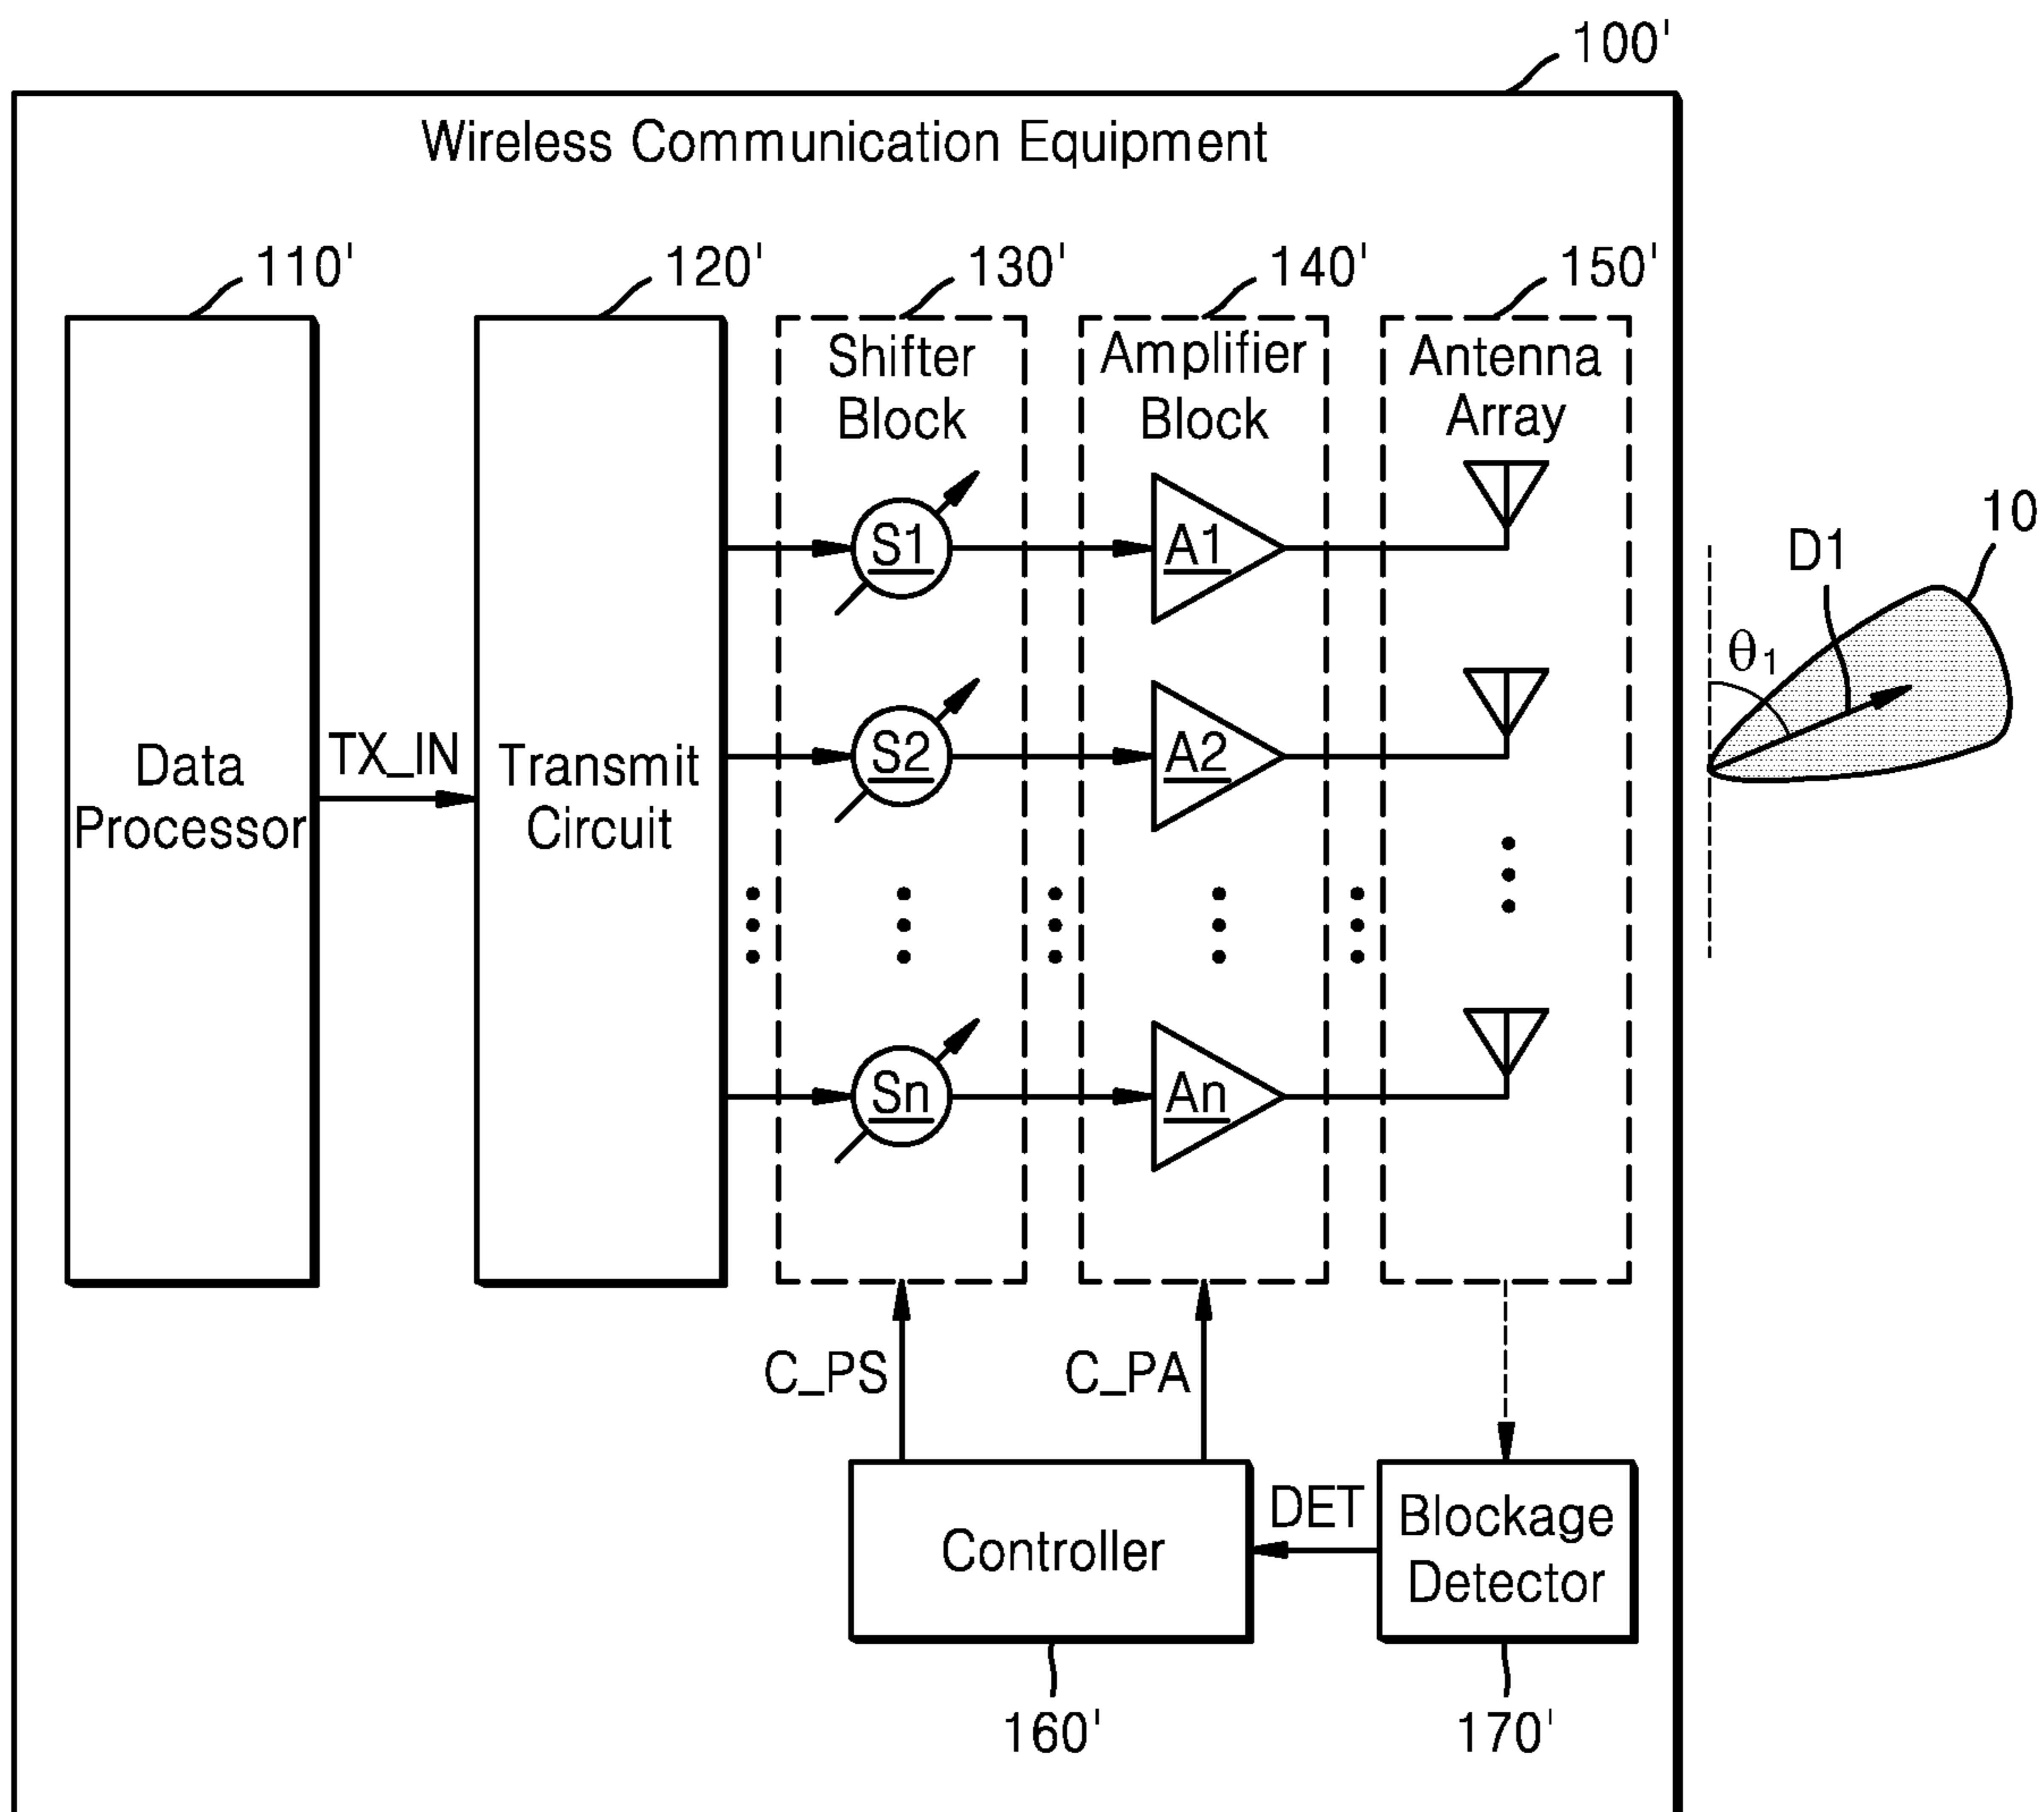 100'
Wireless Communication Equipment
110'
120'
130'
140'
150'
Shifter
Block
Amplifier
Block
Antenna
Array
10
D1
θ1
S1
A1
S2
A2
Data
Processor
TX_IN
Transmit
Circuit
Sn
An
C_PS
C_PA
Controller
DET
Blockage
Detector
160'
170'